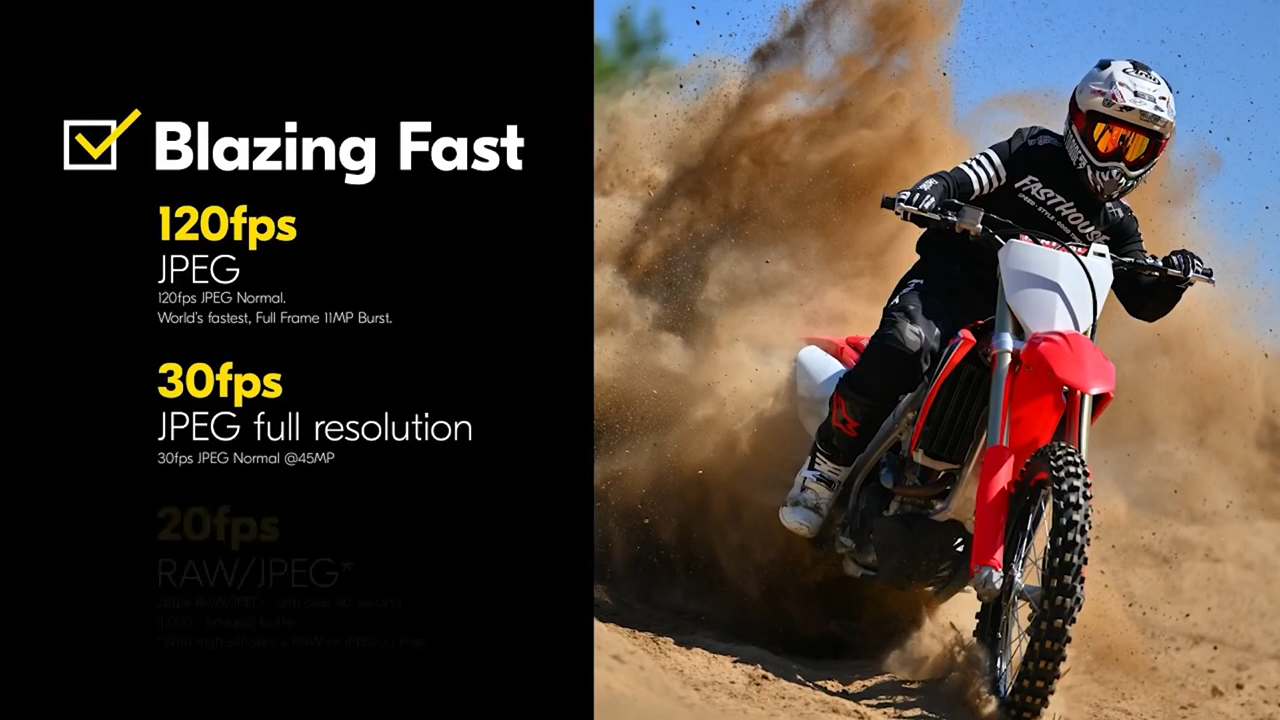 Blazing Fast
120fps
JPEG
120fps JPEG Normal.
World's fastest, Full Frame 11MP Burst.
30fps
JPEG full resolution
30fps JPEG Normal @45MP
20fps
RAW/JPEG*
FASTHOUSE